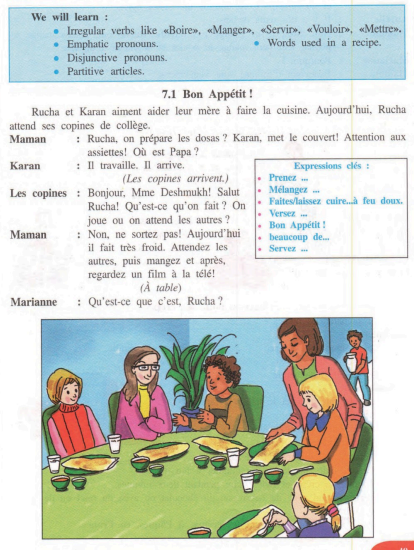 We will learn :
• Irregular verbs like «Boire», «Manger», «Servir», «Vouloir», «Mettre».
• Emphatic pronouns.
• Words used in a recipe.
• Disjunctive pronouns.
• Partitive articles.
7.1 Bon Appétit !
Rucha et Karan aiment aider leur mère à faire la cuisine. Aujourd'hui, Rucha
attend ses copines de collège.
Maman : Rucha, on prépare les dosas ? Karan, met le couvert! Attention aux
assiettes! Où est Papa ?
Karan : Il travaille. Il arrive.
(Les copines arrivent.)
Les copines : Bonjour, Mme Deshmukh! Salut
Rucha! Qu'est-ce qu'on fait ? On
joue ou on attend les autres ?
Maman : Non, ne sortez pas! Aujourd'hui
il fait très froid. Attendez les
autres, puis mangez et après,
regardez un film à la télé!
(À table)
Marianne : Qu'est-ce que c'est, Rucha ?
Expressions clés :
• Prenez ...
• Mélangez ...
• Faites/laissez cuire...à feu doux.
• Versez ...
• Bon Appétit !
• beaucoup de...
• Servez ...